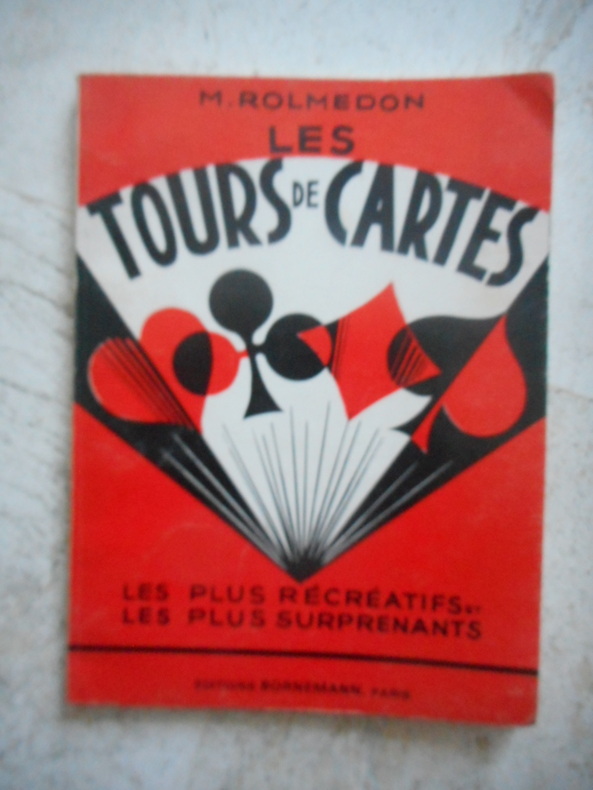 M. ROLMEDON
LES
TOURS DE CARTES
LES PLUS RÉCRÉATIFS ET
LES PLUS SURPRENANTS
ÉDITIONS BORNEMANN, PARIS